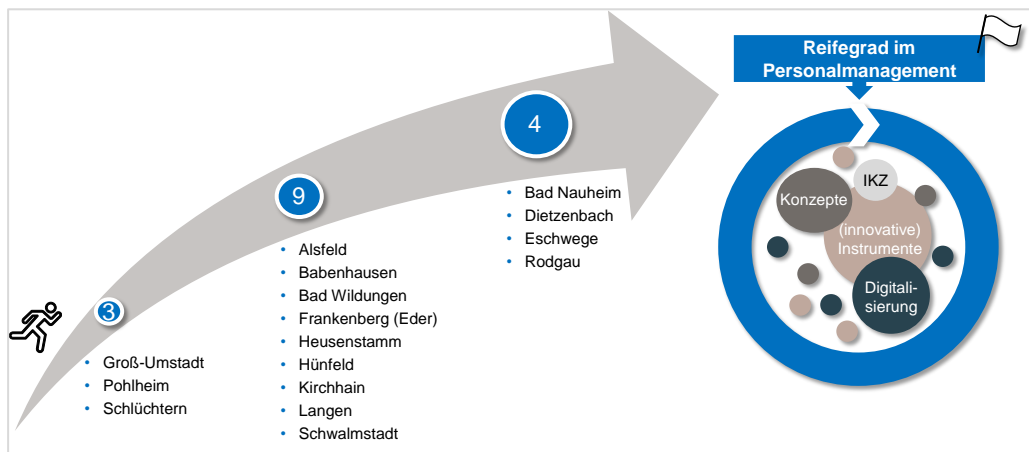 Reifegrad im
Personalmanagement
3
Groß-Umstadt
Pohlheim
Schlüchtern
9
Alsfeld
Babenhausen
Bad Wildungen
Frankenberg (Eder)
Heusenstamm
Hünfeld
Kirchhain
Langen
Schwalmstadt
4
Bad Nauheim
Dietzenbach
Eschwege
Rodgau
IKZ
Konzepte
(innovative)
Instrumente
Digitali-
sierung